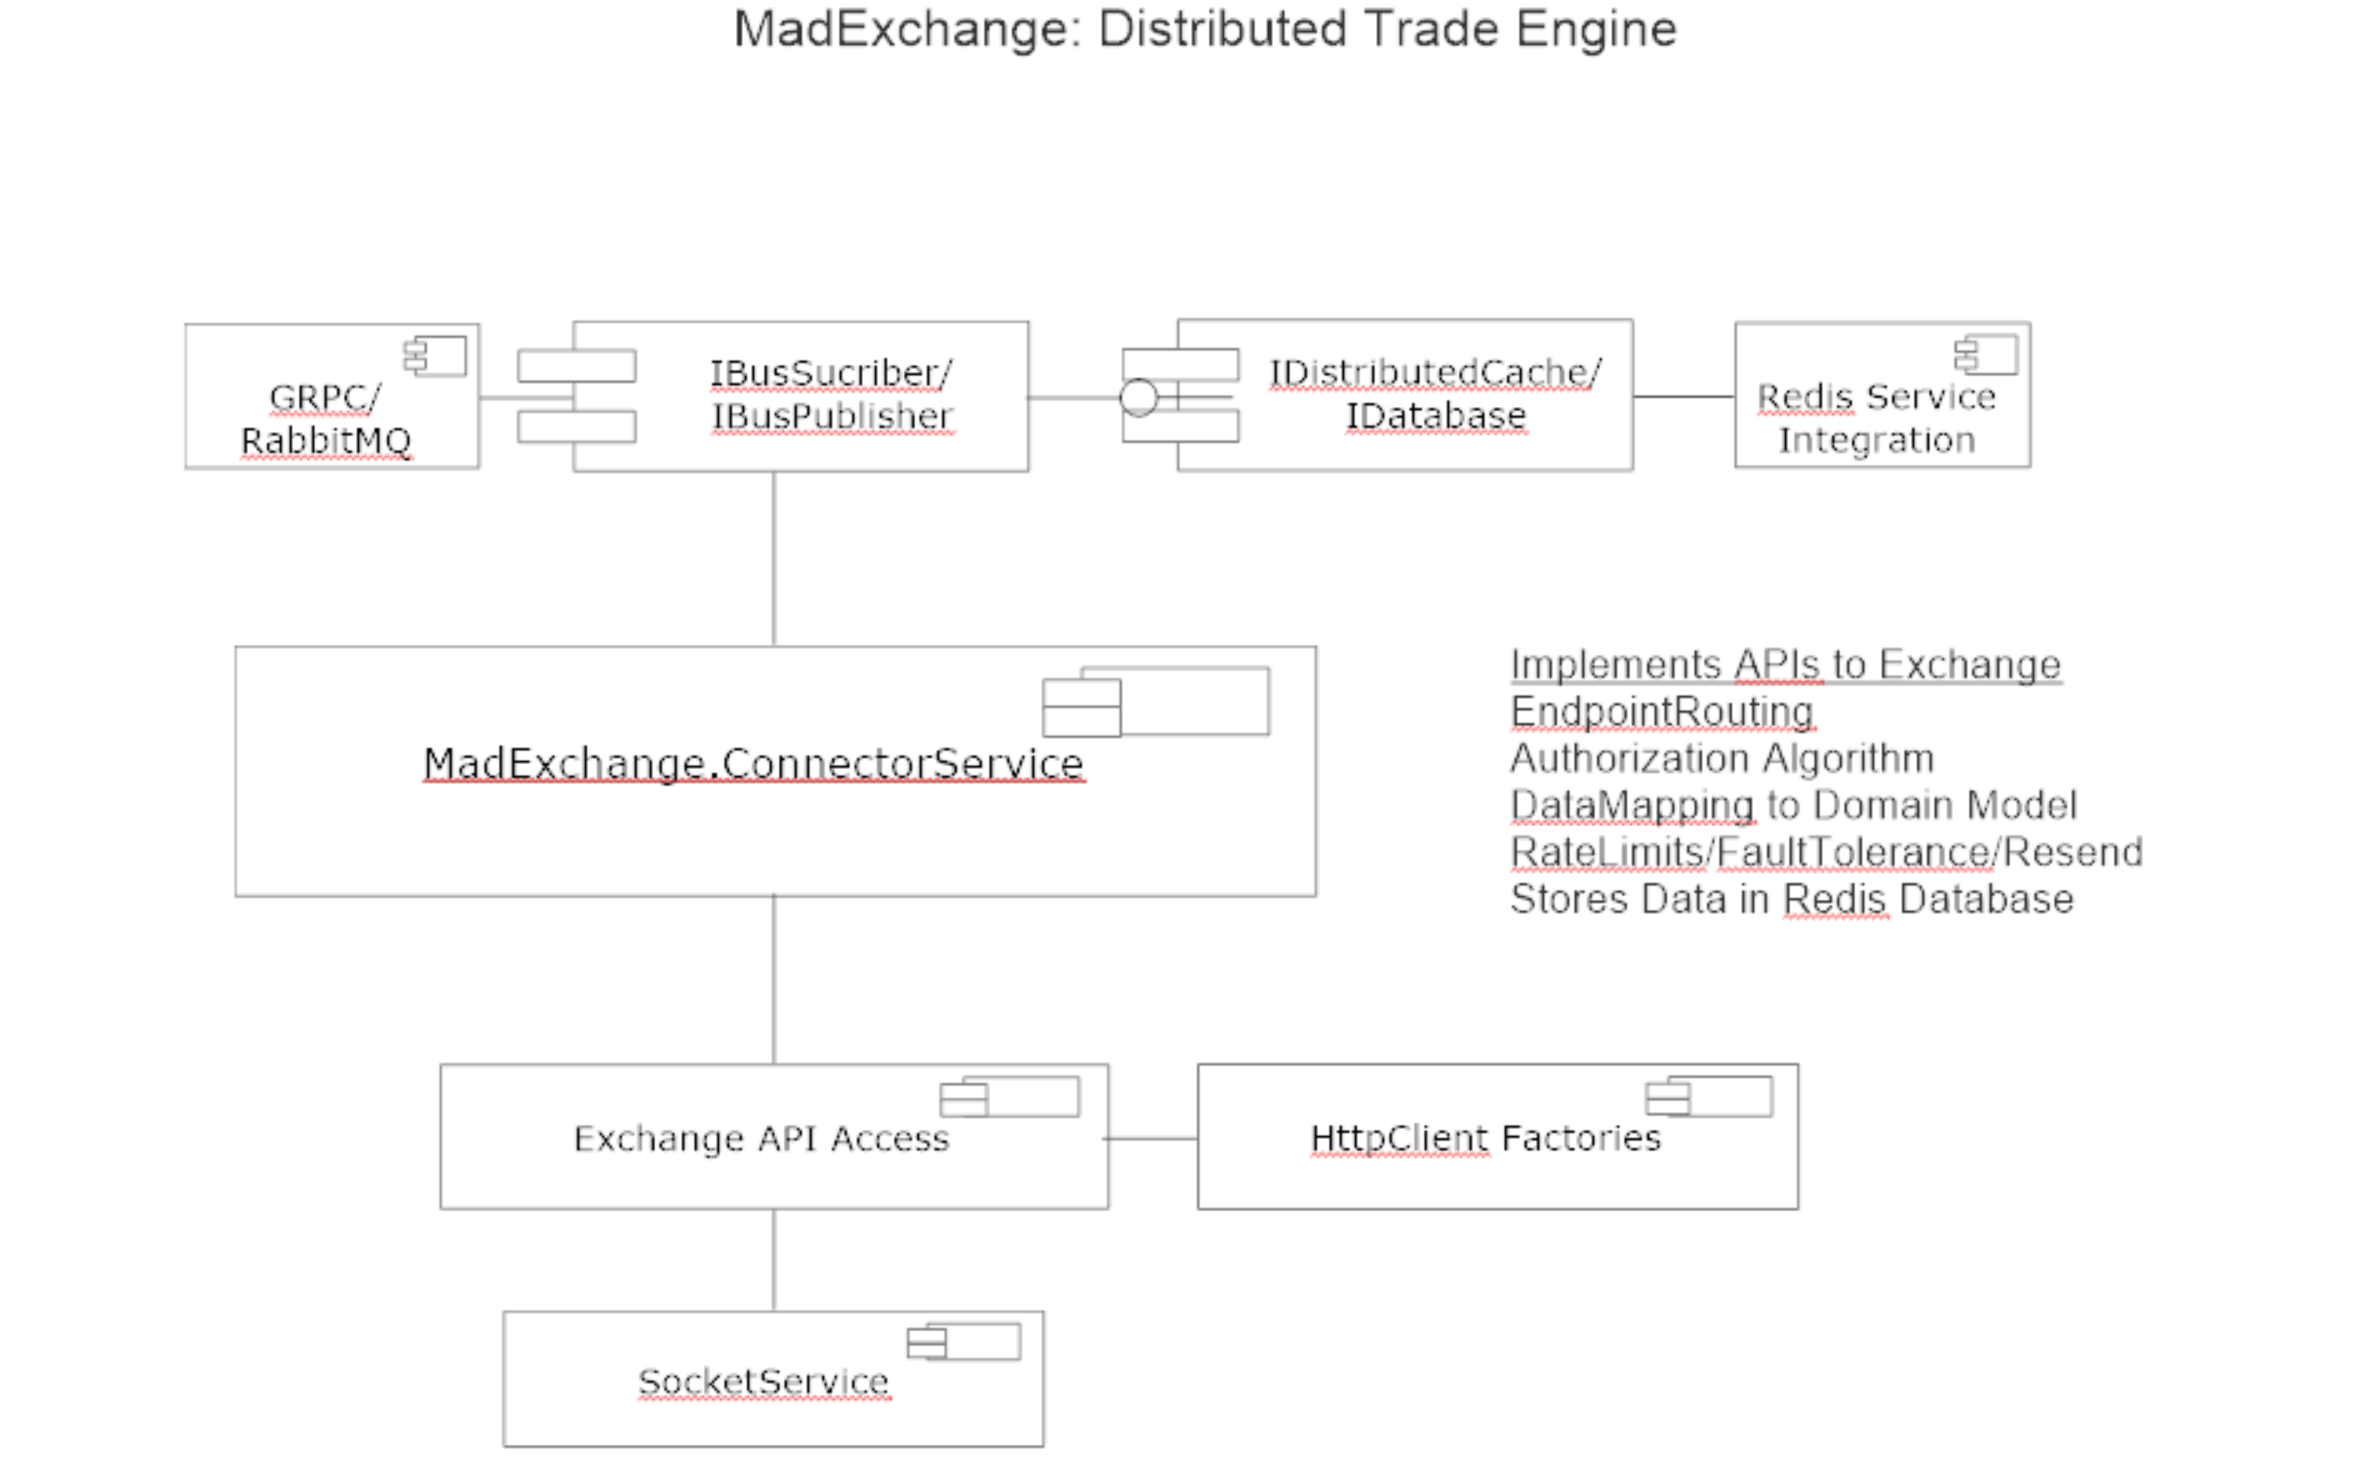 MadExchange: Distributed Trade Engine
GRPC/
RabbitMQ
IBusSucriber/
IBusPublisher
IDistributedCache/
IDatabase
Redis Service
Integration
MadExchange.ConnectorService
Implements APIs to Exchange
EndpointRouting
Authorization Algorithm
DataMapping to Domain Model
RateLimits/FaultTolerance/Resend
Stores Data in Redis Database
Exchange API Access
HttpClient Factories
SocketService